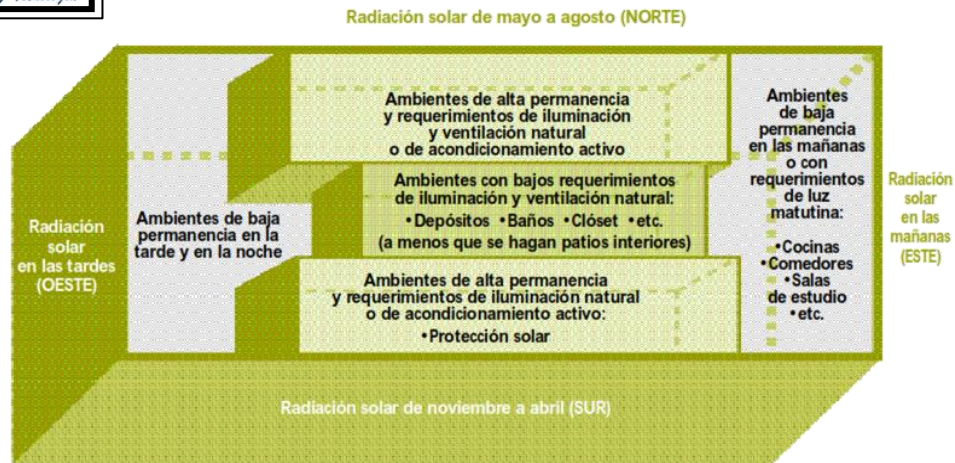 Radiación solar de mayo a agosto (NORTE)
Ambientes de alta permanencia
y requerimientos de iluminación
y ventilación natural
o de acondicionamiento activo
Ambientes
de baja
permanencia
en las mañanas
o con
requerimientos
de luz
matutina:
•Cocinas
•Comedores
•Salas
de estudio
•etc.
Ambientes con bajos requerimientos
de iluminación y ventilación natural:
•Depósitos •Baños •Clóset •etc.
(a menos que se hagan patios interiores)
Radiación
solar
en las
mañanas
(ESTE)
Radiación
solar
en las tardes
(OESTE)
Ambientes de baja
permanencia en la
tarde y en la noche
Ambientes de alta permanencia
y requerimientos de iluminación natural
o de acondicionamiento activo:
•Protección solar
Radiación solar de noviembre a abril (SUR)